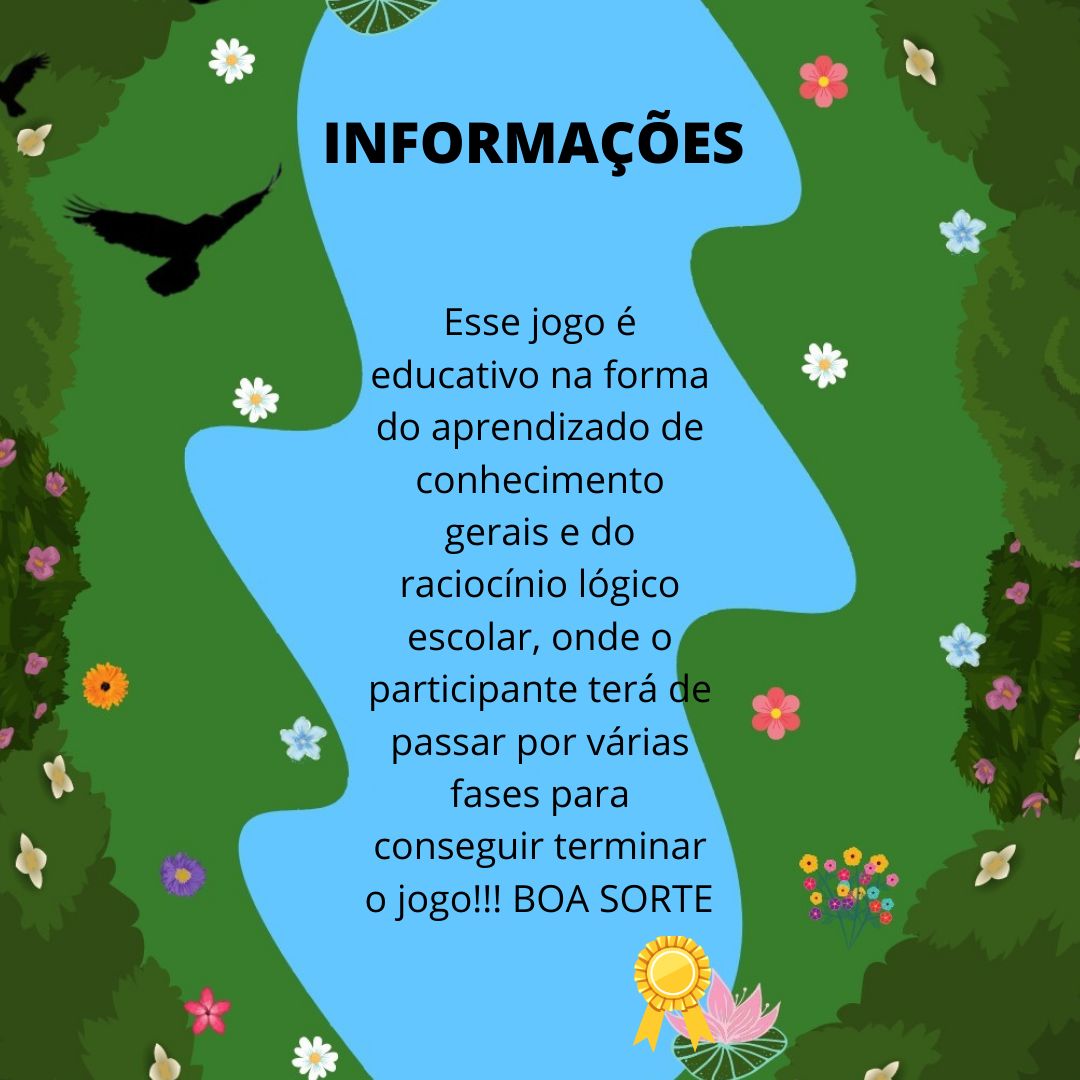 INFORMAÇÕES
Esse jogo é
educativo na forma
do aprendizado de
conhecimento
gerais e do
raciocínio lógico
escolar, onde o
participante terá de
passar por várias
fases para
conseguir terminar
o jogo!!! BOA SORTE